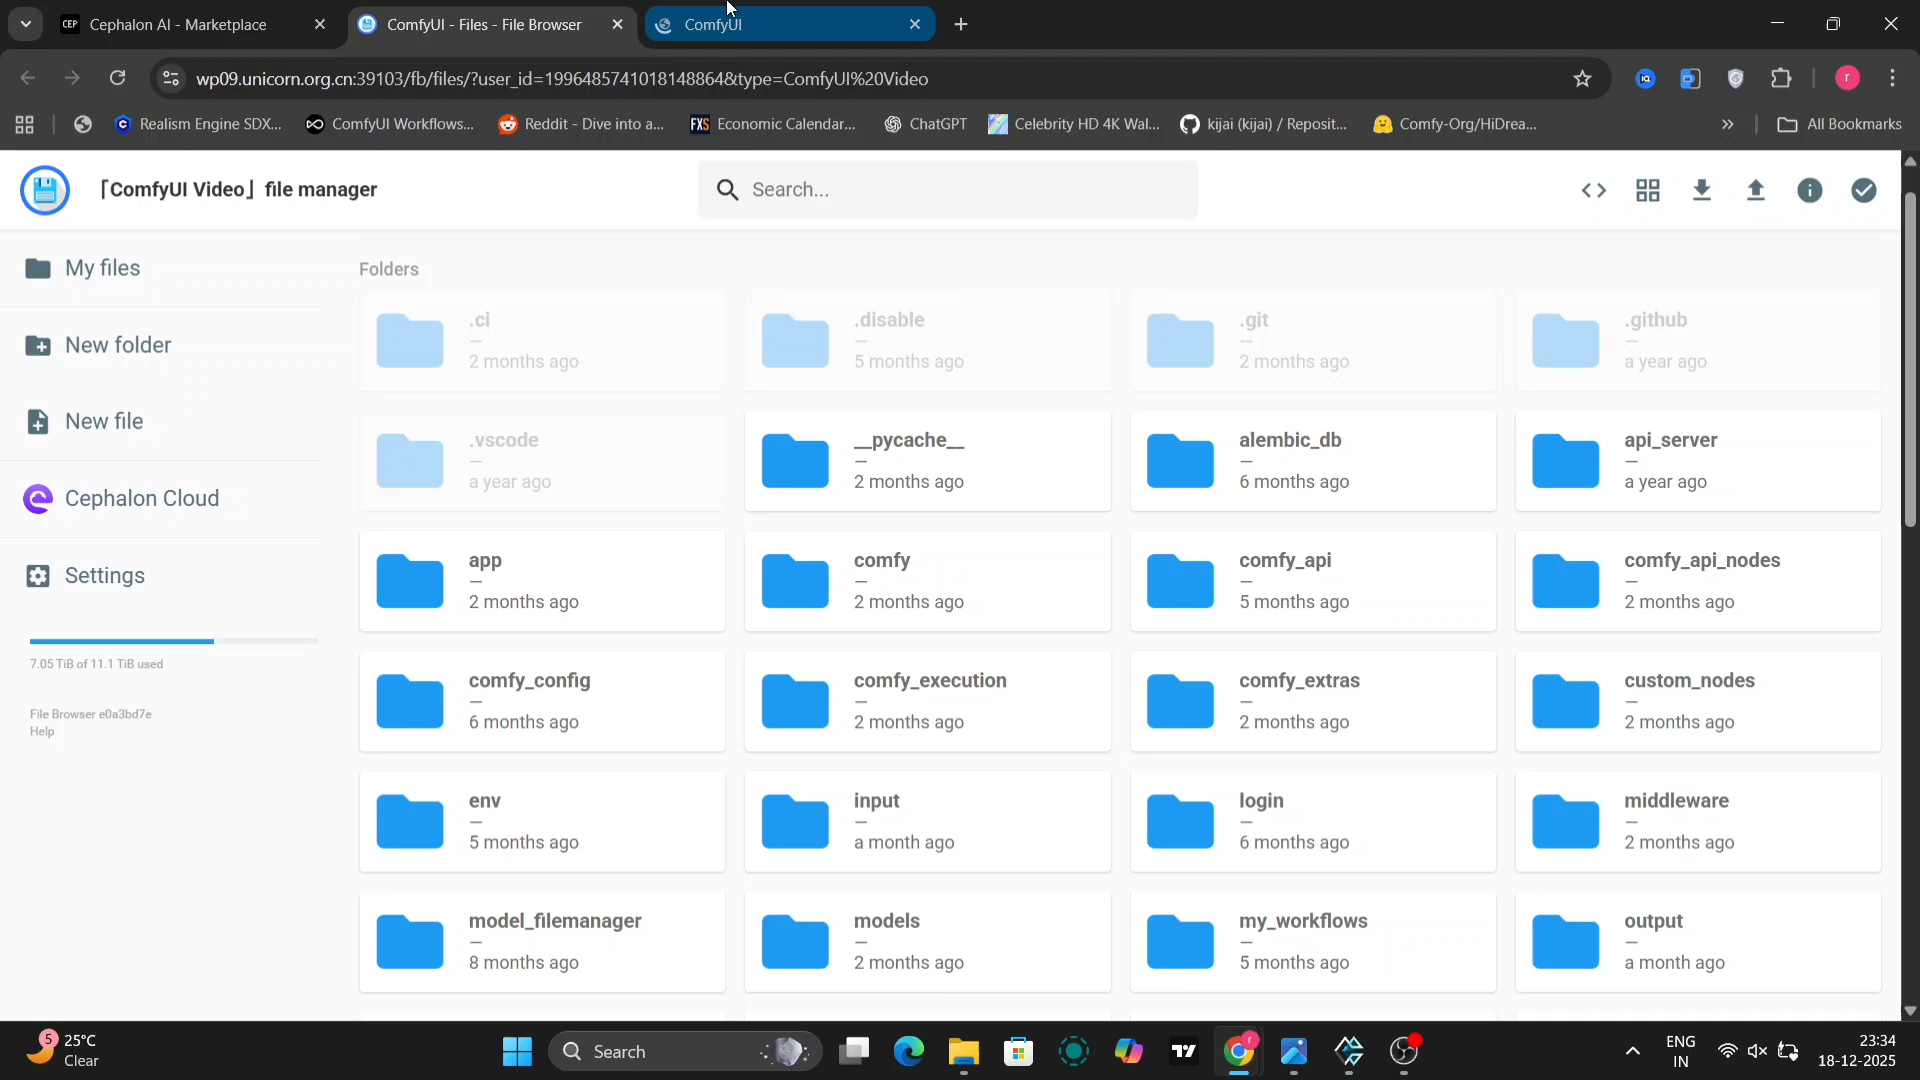 CEP Cephalon AI - Marketplace
ComfyUI - Files - File Browser
ComfyUI
wp09.unicorn.org.cn:39103/fb/files/?user_id=1996485741018148864&type=ComfyUI%20Video
r
Realism Engine SDX...
ComfyUI Workflows...
Reddit - Dive into a...
FXS Economic Calendar...
ChatGPT
Celebrity HD 4K Wal...
kijai (kijai) / Reposit...
Comfy-Org/HiDrea...
All Bookmarks
「ComfyUI Video」file manager
Search...
My files
New folder
New file
Cephalon Cloud
Settings
7.05 TiB of 11.1 TiB used
File Browser e0a3bd7e
Help
Folders
.ci
—
2 months ago
.disable
—
5 months ago
.git
—
2 months ago
.github
—
a year ago
.vscode
—
a year ago
__pycache__
—
2 months ago
alembic_db
—
6 months ago
api_server
—
a year ago
app
—
2 months ago
comfy
—
2 months ago
comfy_api
—
5 months ago
comfy_api_nodes
—
2 months ago
comfy_config
—
6 months ago
comfy_execution
—
2 months ago
comfy_extras
—
2 months ago
custom_nodes
—
2 months ago
env
—
5 months ago
input
—
a month ago
login
—
6 months ago
middleware
—
2 months ago
model_filemanager
—
8 months ago
models
—
2 months ago
my_workflows
—
5 months ago
output
—
a month ago
5
25°C
Clear
Search
r
ENG
IN
23:34
18-12-2025